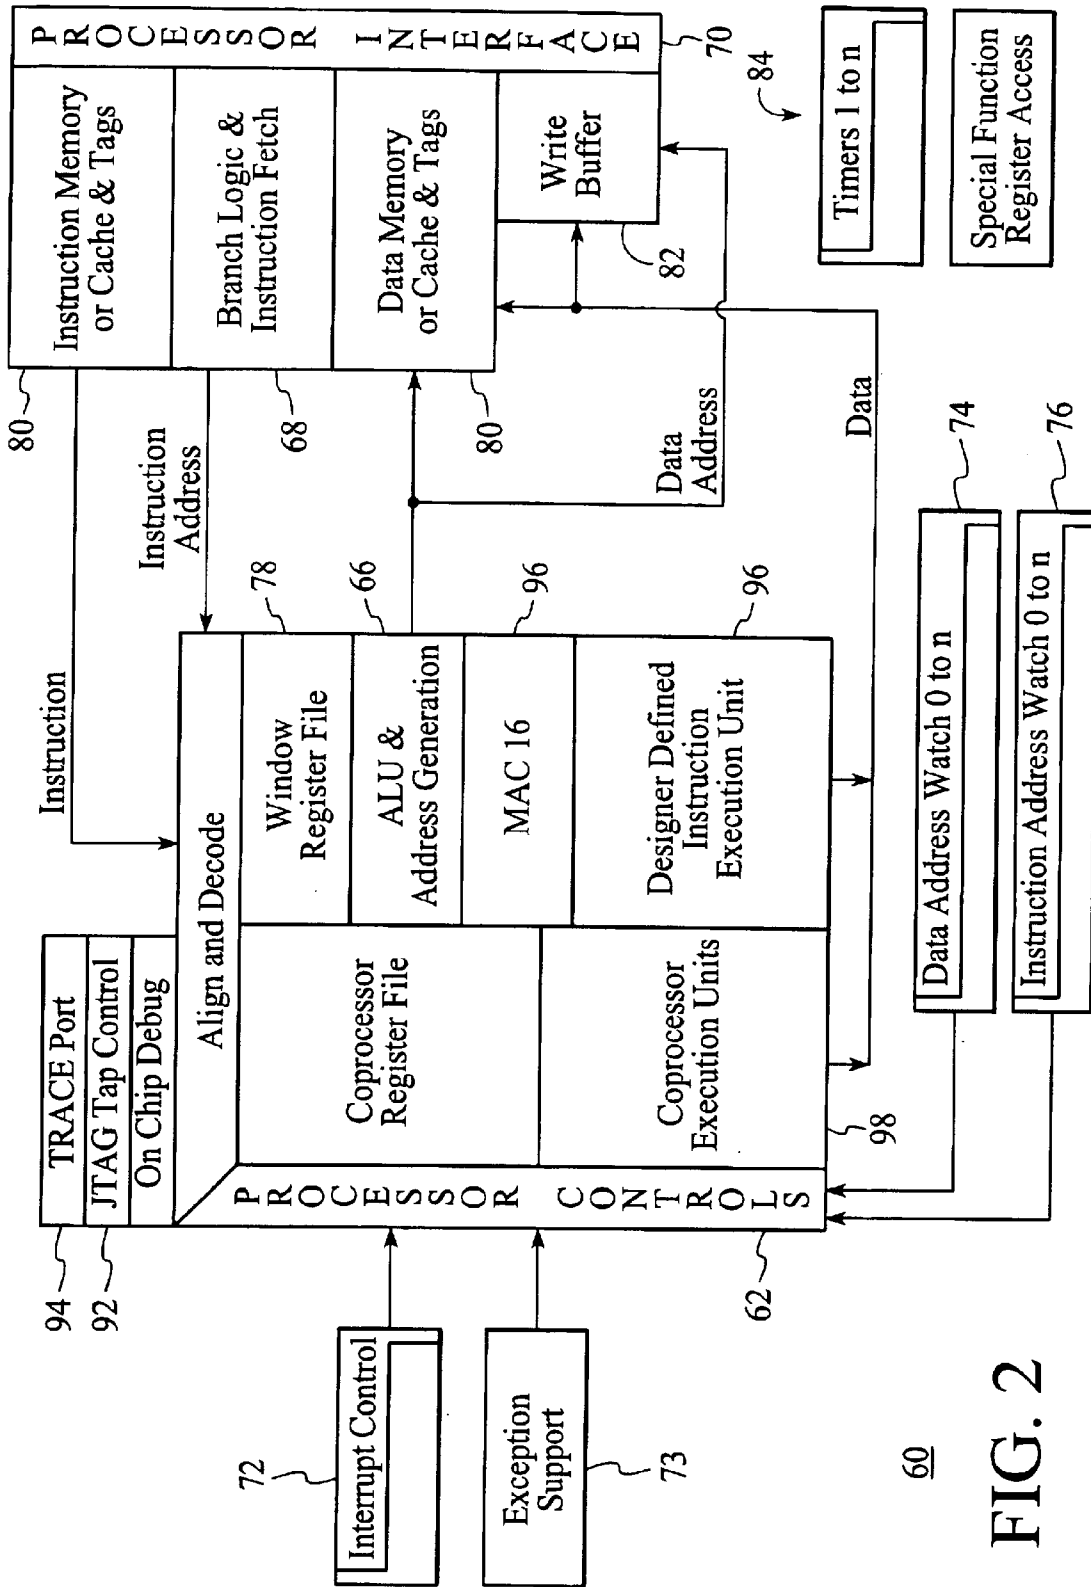 94
TRACE Port
92
JTAG Tap Control
On Chip Debug
Instruction
80
Instruction Memory
or Cache & Tags
PROCESSOR INTERFACE
70
Instruction
Address
68
Branch Logic &
Instruction Fetch
80
Data Memory
or Cache & Tags
82
Write
Buffer
84
Timers 1 to n
Special Function
Register Access
72
Interrupt Control
73
Exception
Support
PROCESSOR CONTROLS
62
Align and Decode
Coprocessor
Register File
Coprocessor
Execution Units
98
Window
Register File
78
ALU &
Address Generation
66
MAC 16
96
Designer Defined
Instruction
Execution Unit
96
Data
Address
Data
Data Address Watch 0 to n
74
Instruction Address Watch 0 to n
76
60
FIG. 2